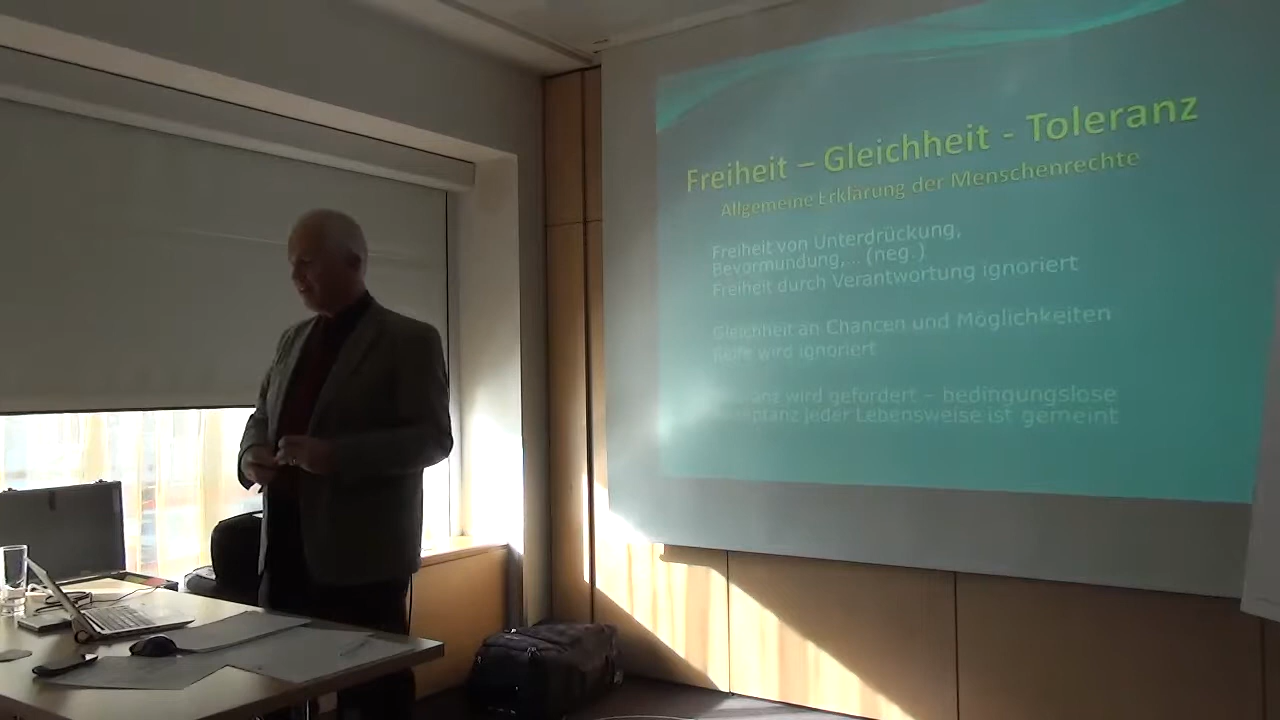 Freiheit – Gleichheit - Toleranz
Allgemeine Erklärung der Menschenrechte
Freiheit von Unterdrückung,
Bevormundung,... (neg.)
Freiheit durch Verantwortung ignoriert
Gleichheit an Chancen und Möglichkeiten
wird ignoriert
wird gefordert – bedingungslose
jeder Lebensweise ist gemeint